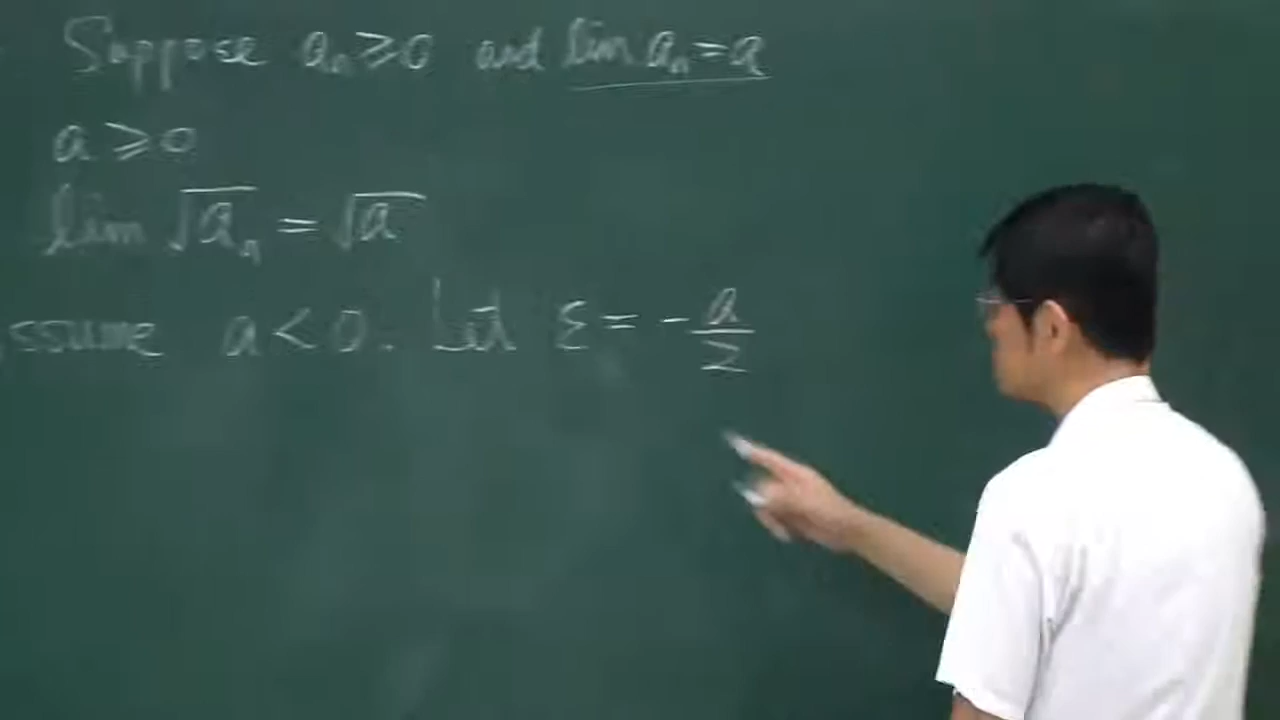 Suppose aₙ ≥ 0 and lim aₙ = a
a ≥ 0
lim √aₙ = √a
ssume a < 0. Let ε = -a/2